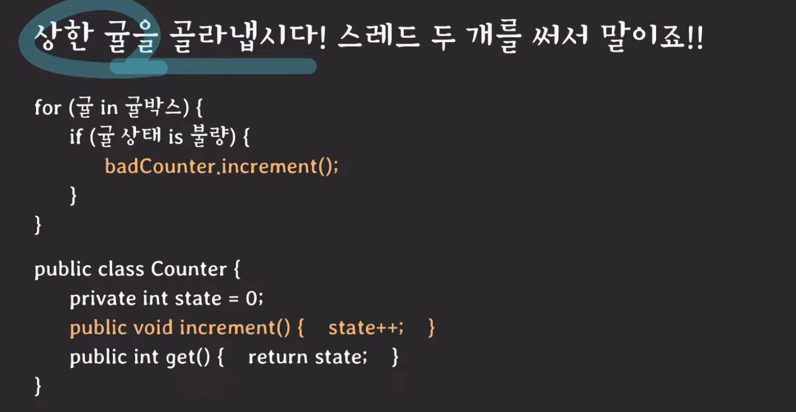 상한 귤을 골라냅시다! 스레드 두 개를 써서 말이죠!!
for (귤 in 귤박스) {
if (귤 상태 is 불량) {
badCounter.increment();
}
}
public class Counter {
private int state = 0;
public void increment() { state++; }
public int get() { return state; }
}